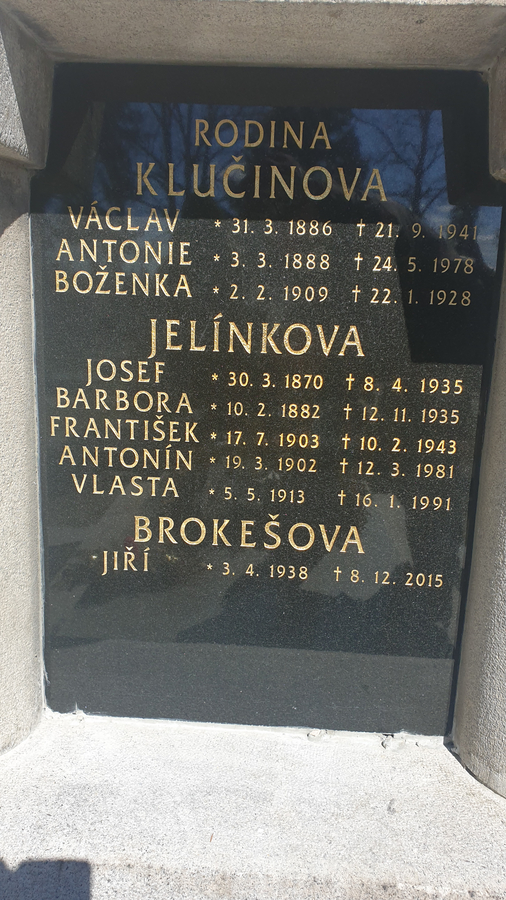 RODINA
KLUČINOVA
VÁCLAV * 31. 3. 1886 † 21. 9. 1941
ANTONIE * 3. 3. 1888 † 24. 5. 1978
BOŽENKA * 2. 2. 1909 † 22. 1. 1928
JELÍNKOVA
JOSEF * 30. 3. 1870 † 8. 4. 1935
BARBORA * 10. 2. 1882 † 12. 11. 1935
FRANTIŠEK * 17. 7. 1903 † 10. 2. 1943
ANTONÍN * 19. 3. 1902 † 12. 3. 1981
VLASTA * 5. 5. 1913 † 16. 1. 1991
BROKEŠOVA
JIŘÍ * 3. 4. 1938 † 8. 12. 2015